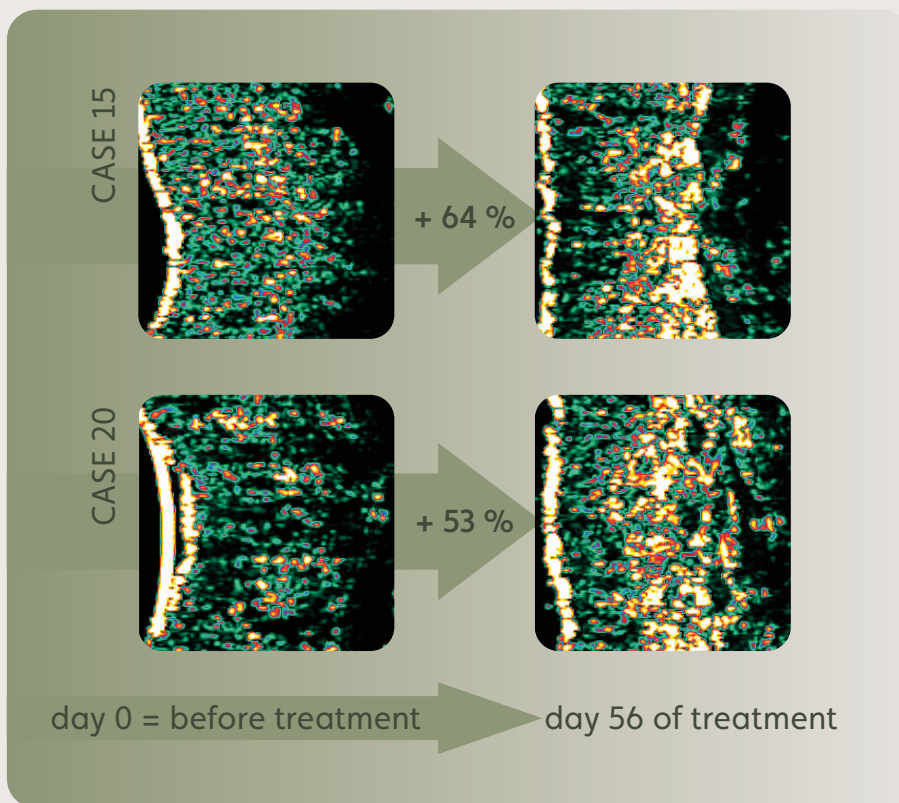 CASE 15
+ 64 %
CASE 20
+ 53 %
day 0 = before treatment
day 56 of treatment